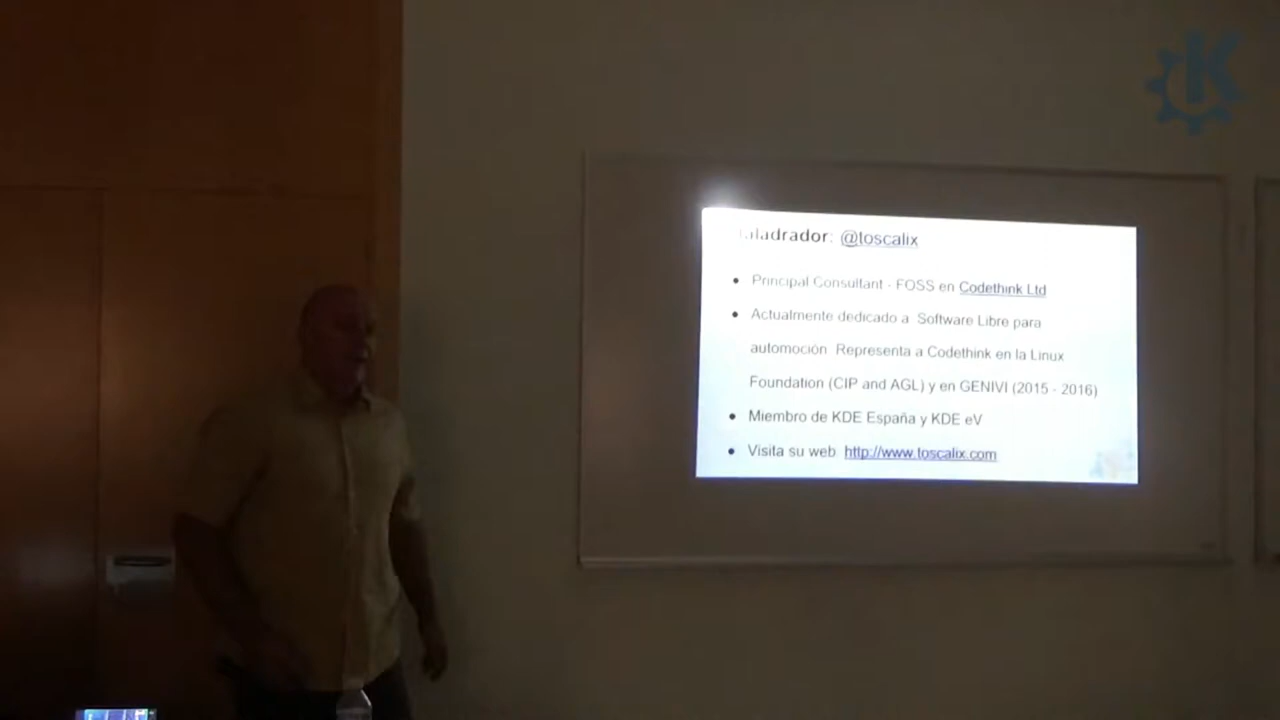 @toscalix
Principal Consultant - FOSS en Codethink Ltd
Actualmente dedicado a Software Libre para
automoción Representa a Codethink en la Linux
Foundation (CIP and AGL) y en GENIVI (2015 - 2016)
Miembro de KDE España y KDE eV
Visita su web http://www.toscalix.com
K